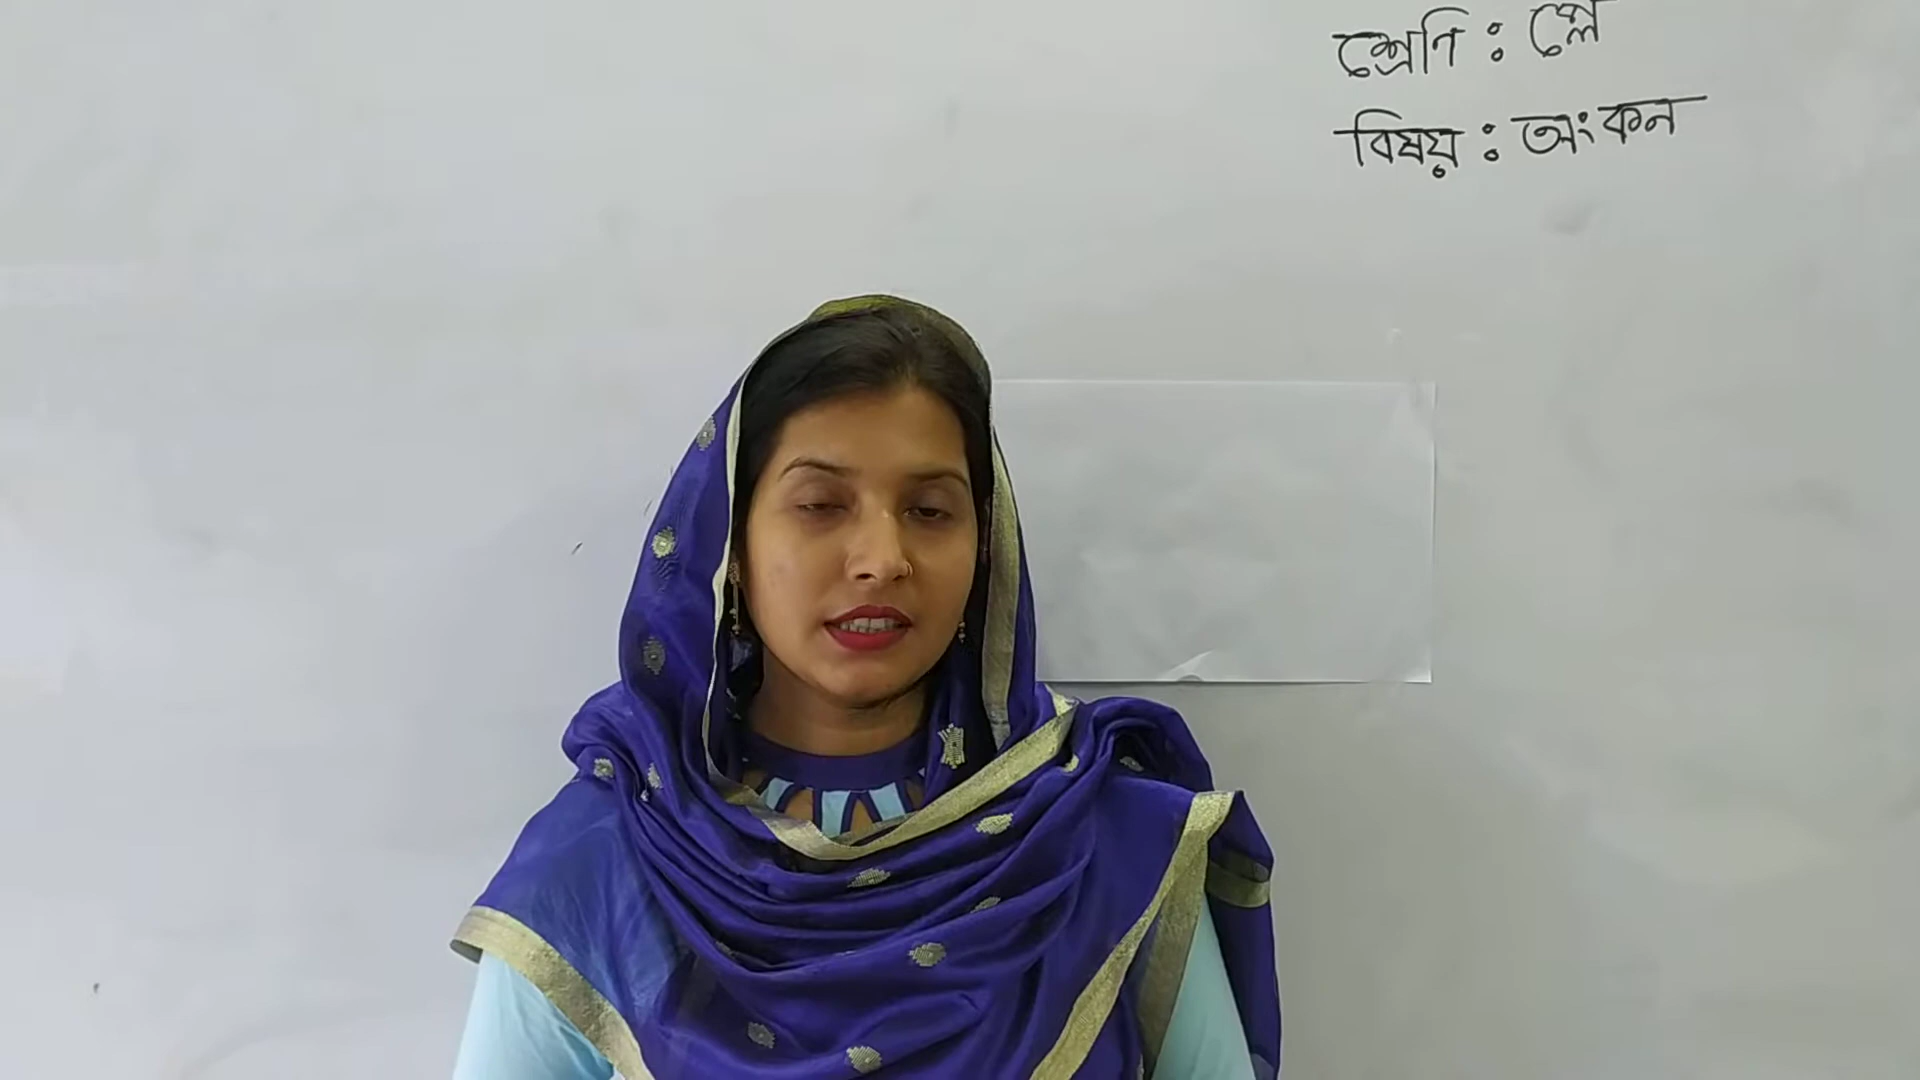 শ্রেণি : প্লে
বিষয় : অংকন